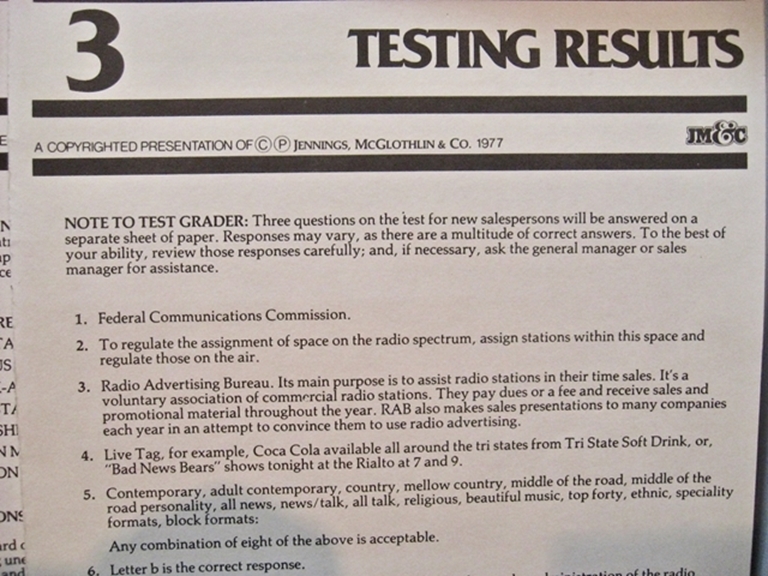 3 TESTING RESULTS
A COPYRIGHTED PRESENTATION OF Ⓒ Ⓟ JENNINGS, MCGLOTHLIN & CO. 1977 JM&C
NOTE TO TEST GRADER: Three questions on the test for new salespersons will be answered on a
separate sheet of paper. Responses may vary, as there are a multitude of correct answers. To the best of
your ability, review those responses carefully; and, if necessary, ask the general manager or sales
manager for assistance.
1. Federal Communications Commission.
2. To regulate the assignment of space on the radio spectrum, assign stations within this space and
regulate those on the air.
3. Radio Advertising Bureau. Its main purpose is to assist radio stations in their time sales. It's a
voluntary association of commercial radio stations. They pay dues or a fee and receive sales and
promotional material throughout the year. RAB also makes sales presentations to many companies
each year in an attempt to convince them to use radio advertising.
4. Live Tag, for example, Coca Cola available all around the tri states from Tri State Soft Drink, or,
"Bad News Bears" shows tonight at the Rialto at 7 and 9.
5. Contemporary, adult contemporary, country, mellow country, middle of the road, middle of the
road personality, all news, news/talk, all talk, religious, beautiful music, top forty, ethnic, speciality
formats, block formats:
Any combination of eight of the above is acceptable.
6. Letter b is the correct response.
of the radio